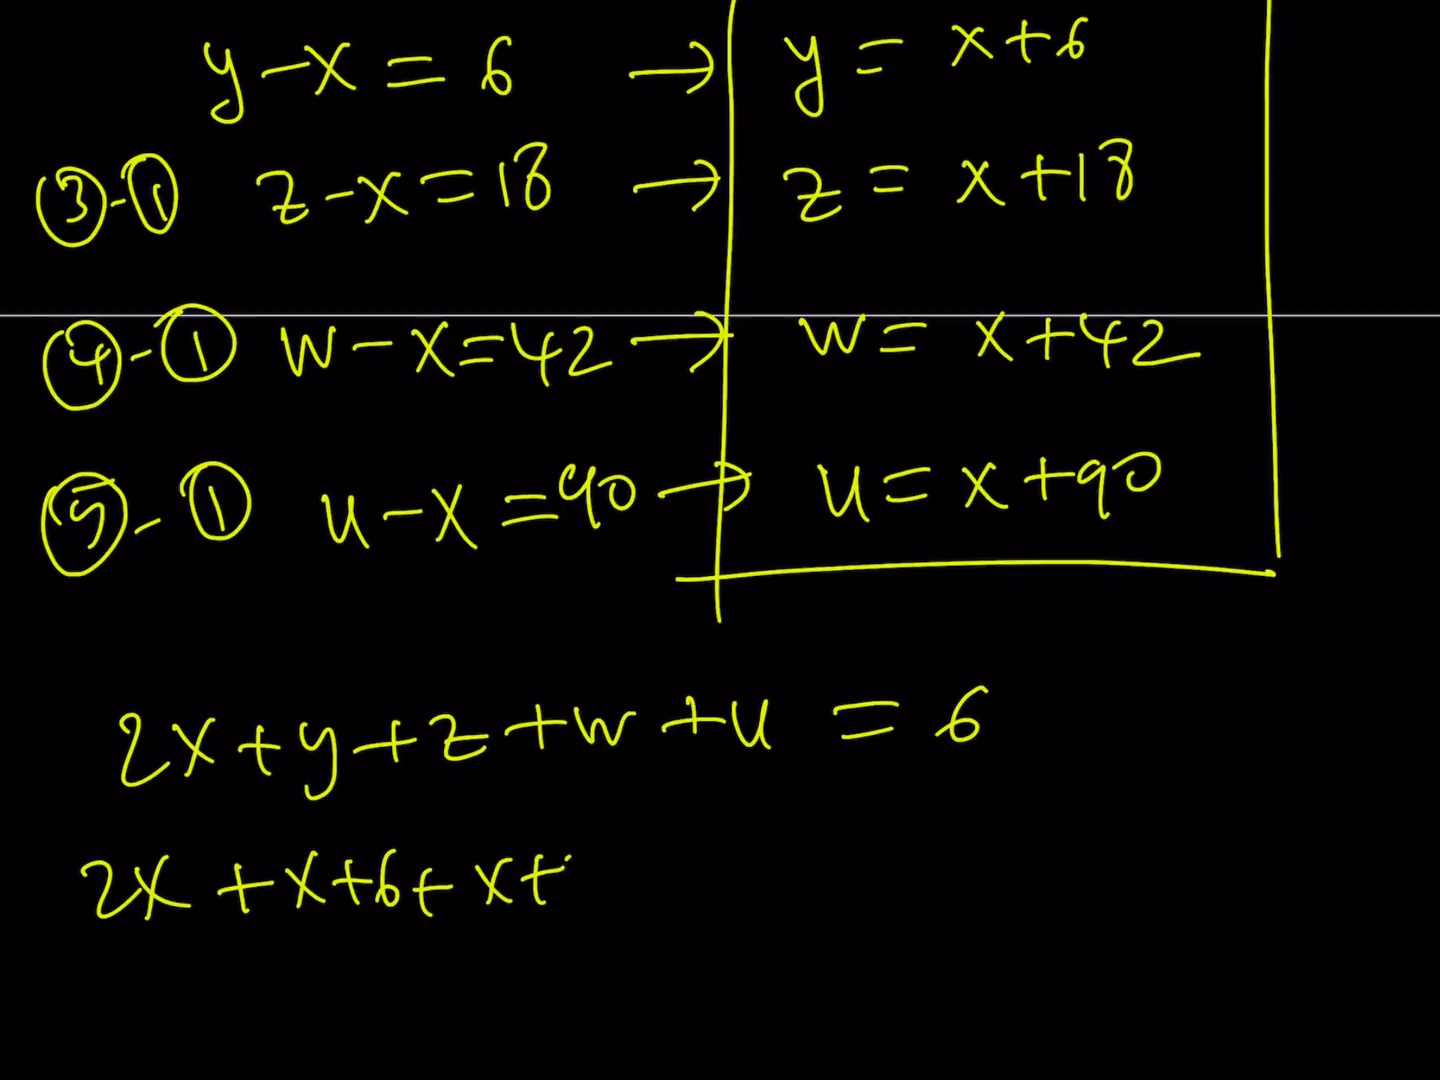 y-x=6 → y= x+6
③-① z-x=18 → z= x+18
④-① w-x=42 → w= x+42
⑤-① u-x=90 → u= x+90
2x+y+z+w+u = 6
2x+x+6+x+